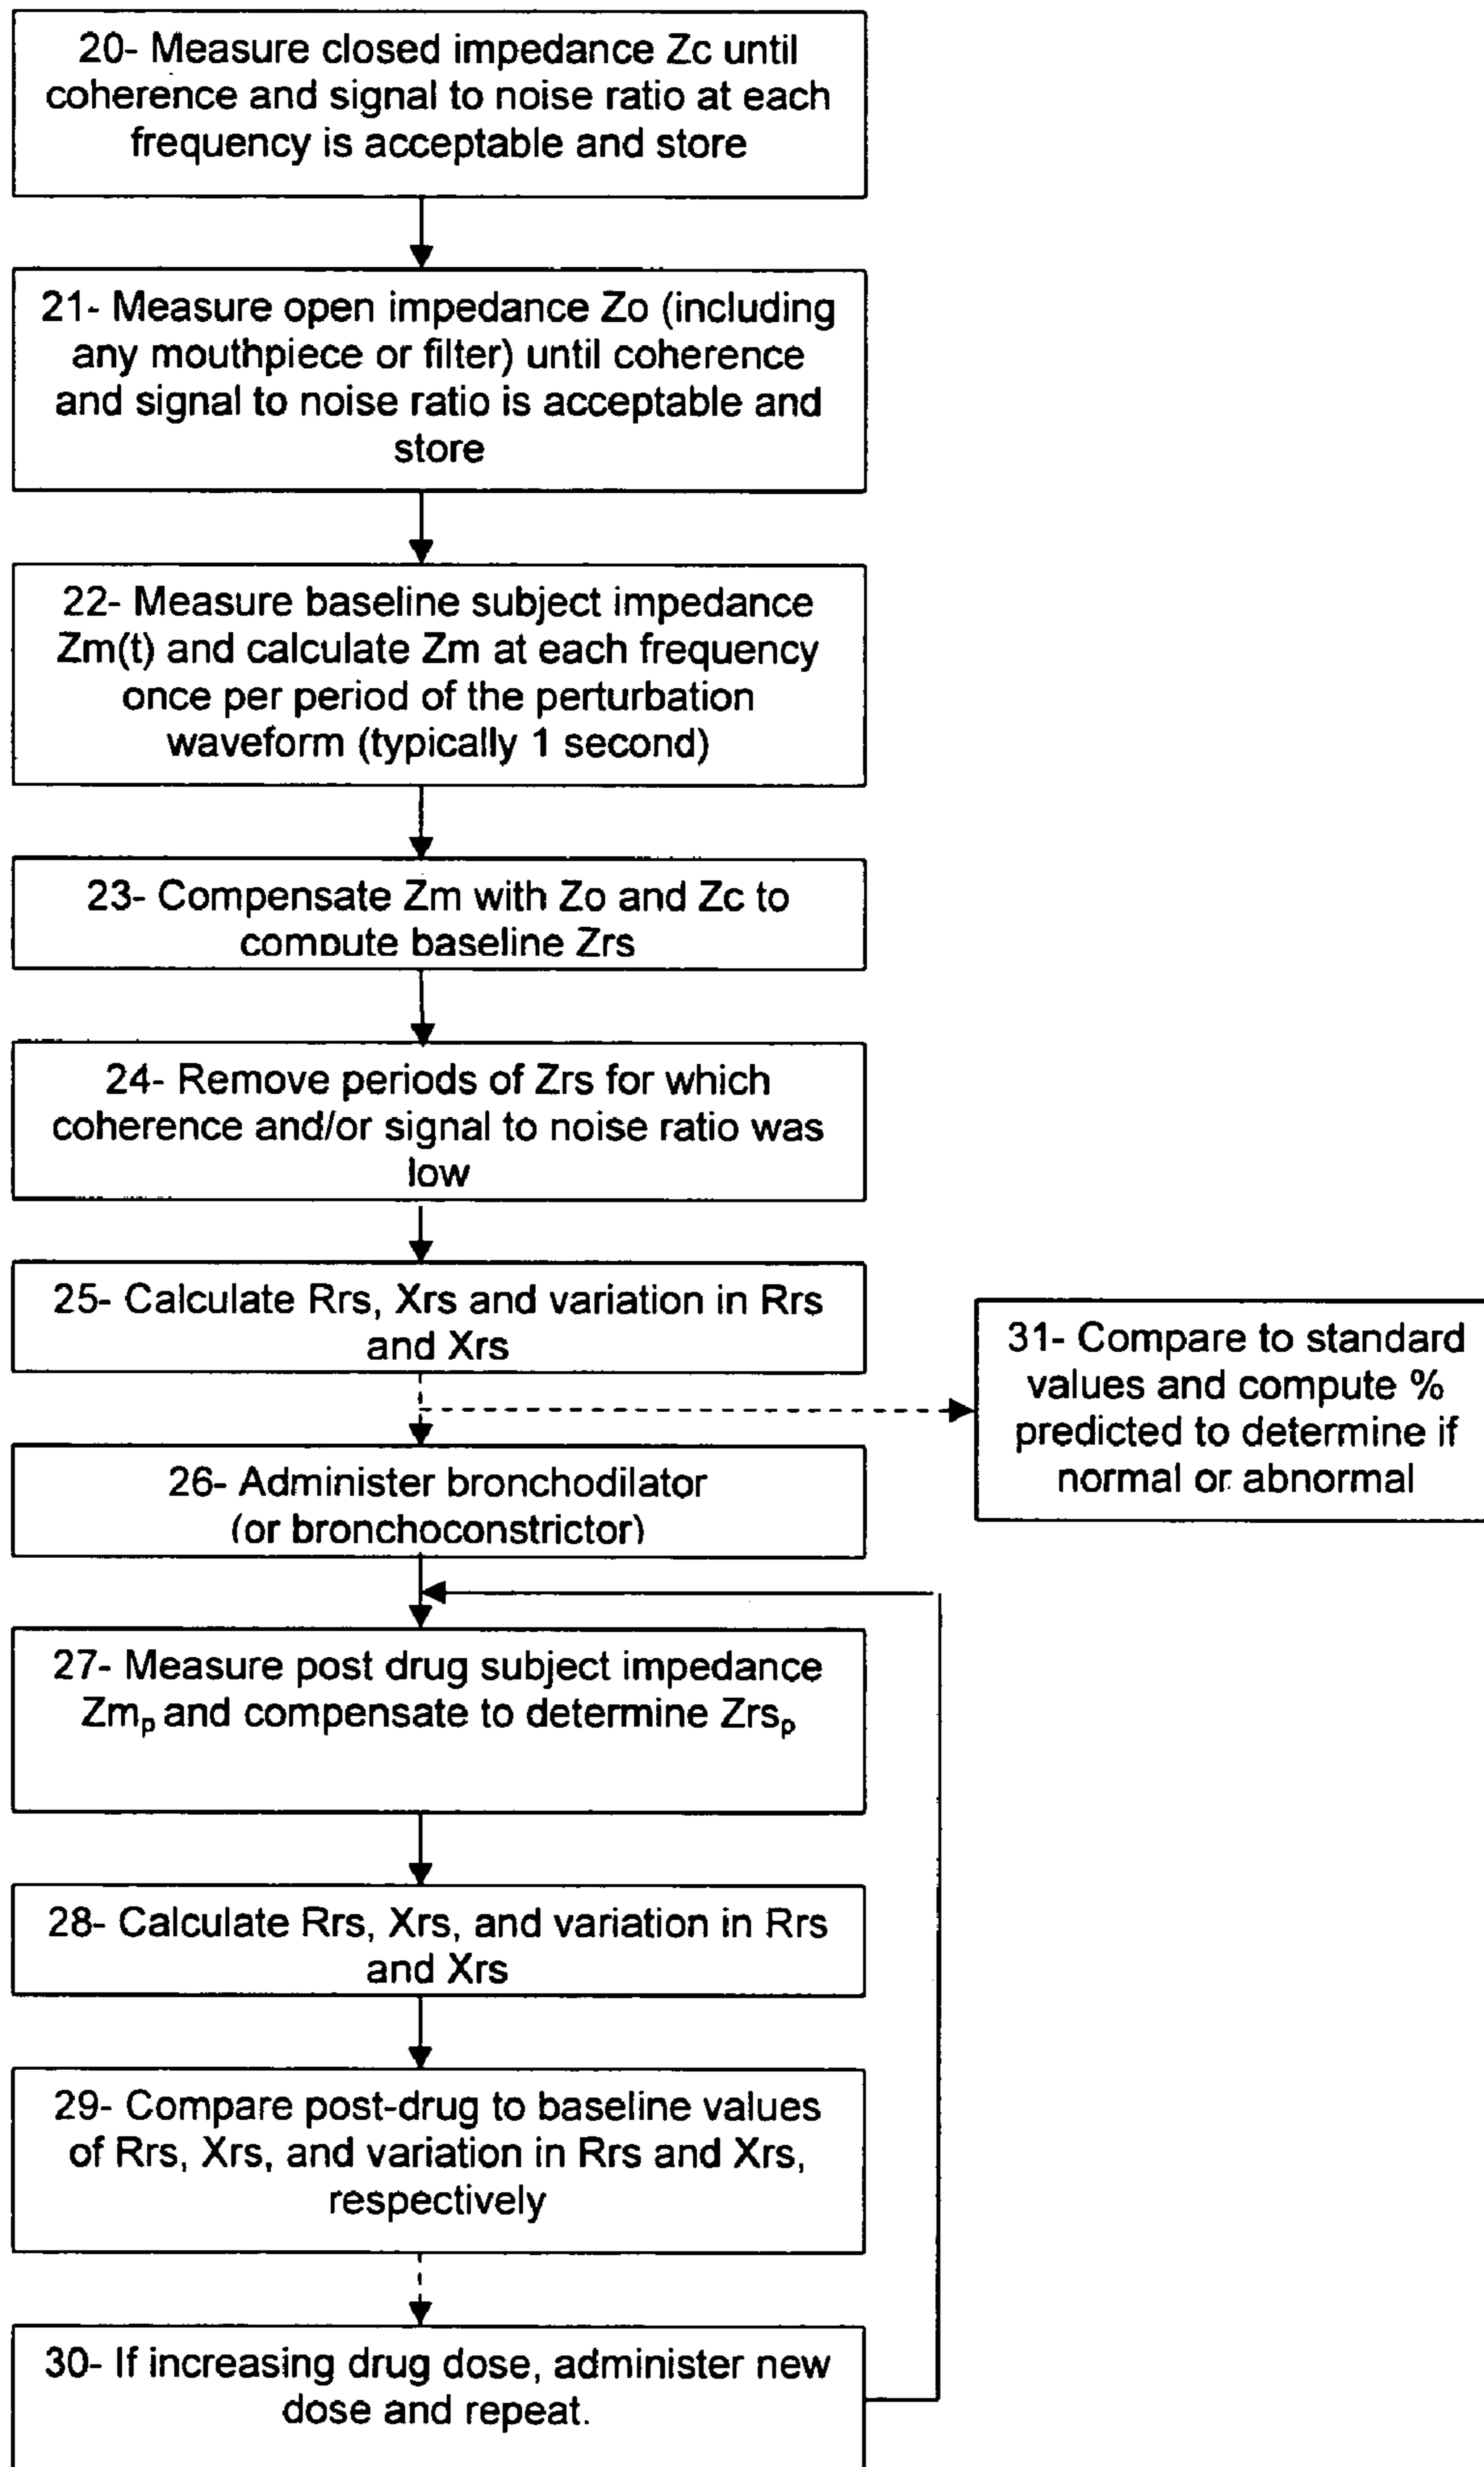 20- Measure closed impedance Zc until
coherence and signal to noise ratio at each
frequency is acceptable and store
21- Measure open impedance Zo (including
any mouthpiece or filter) until coherence
and signal to noise ratio is acceptable and
store
22- Measure baseline subject impedance
Zm(t) and calculate Zm at each frequency
once per period of the perturbation
waveform (typically 1 second)
23- Compensate Zm with Zo and Zc to
compute baseline Zrs
24- Remove periods of Zrs for which
coherence and/or signal to noise ratio was
low
25- Calculate Rrs, Xrs and variation in Rrs
and Xrs
31- Compare to standard
values and compute %
predicted to determine if
normal or abnormal
26- Administer bronchodilator
(or bronchoconstrictor)
27- Measure post drug subject impedance
Zmp and compensate to determine Zrsp
28- Calculate Rrs, Xrs, and variation in Rrs
and Xrs
29- Compare post-drug to baseline values
of Rrs, Xrs, and variation in Rrs and Xrs,
respectively
30- If increasing drug dose, administer new
dose and repeat.